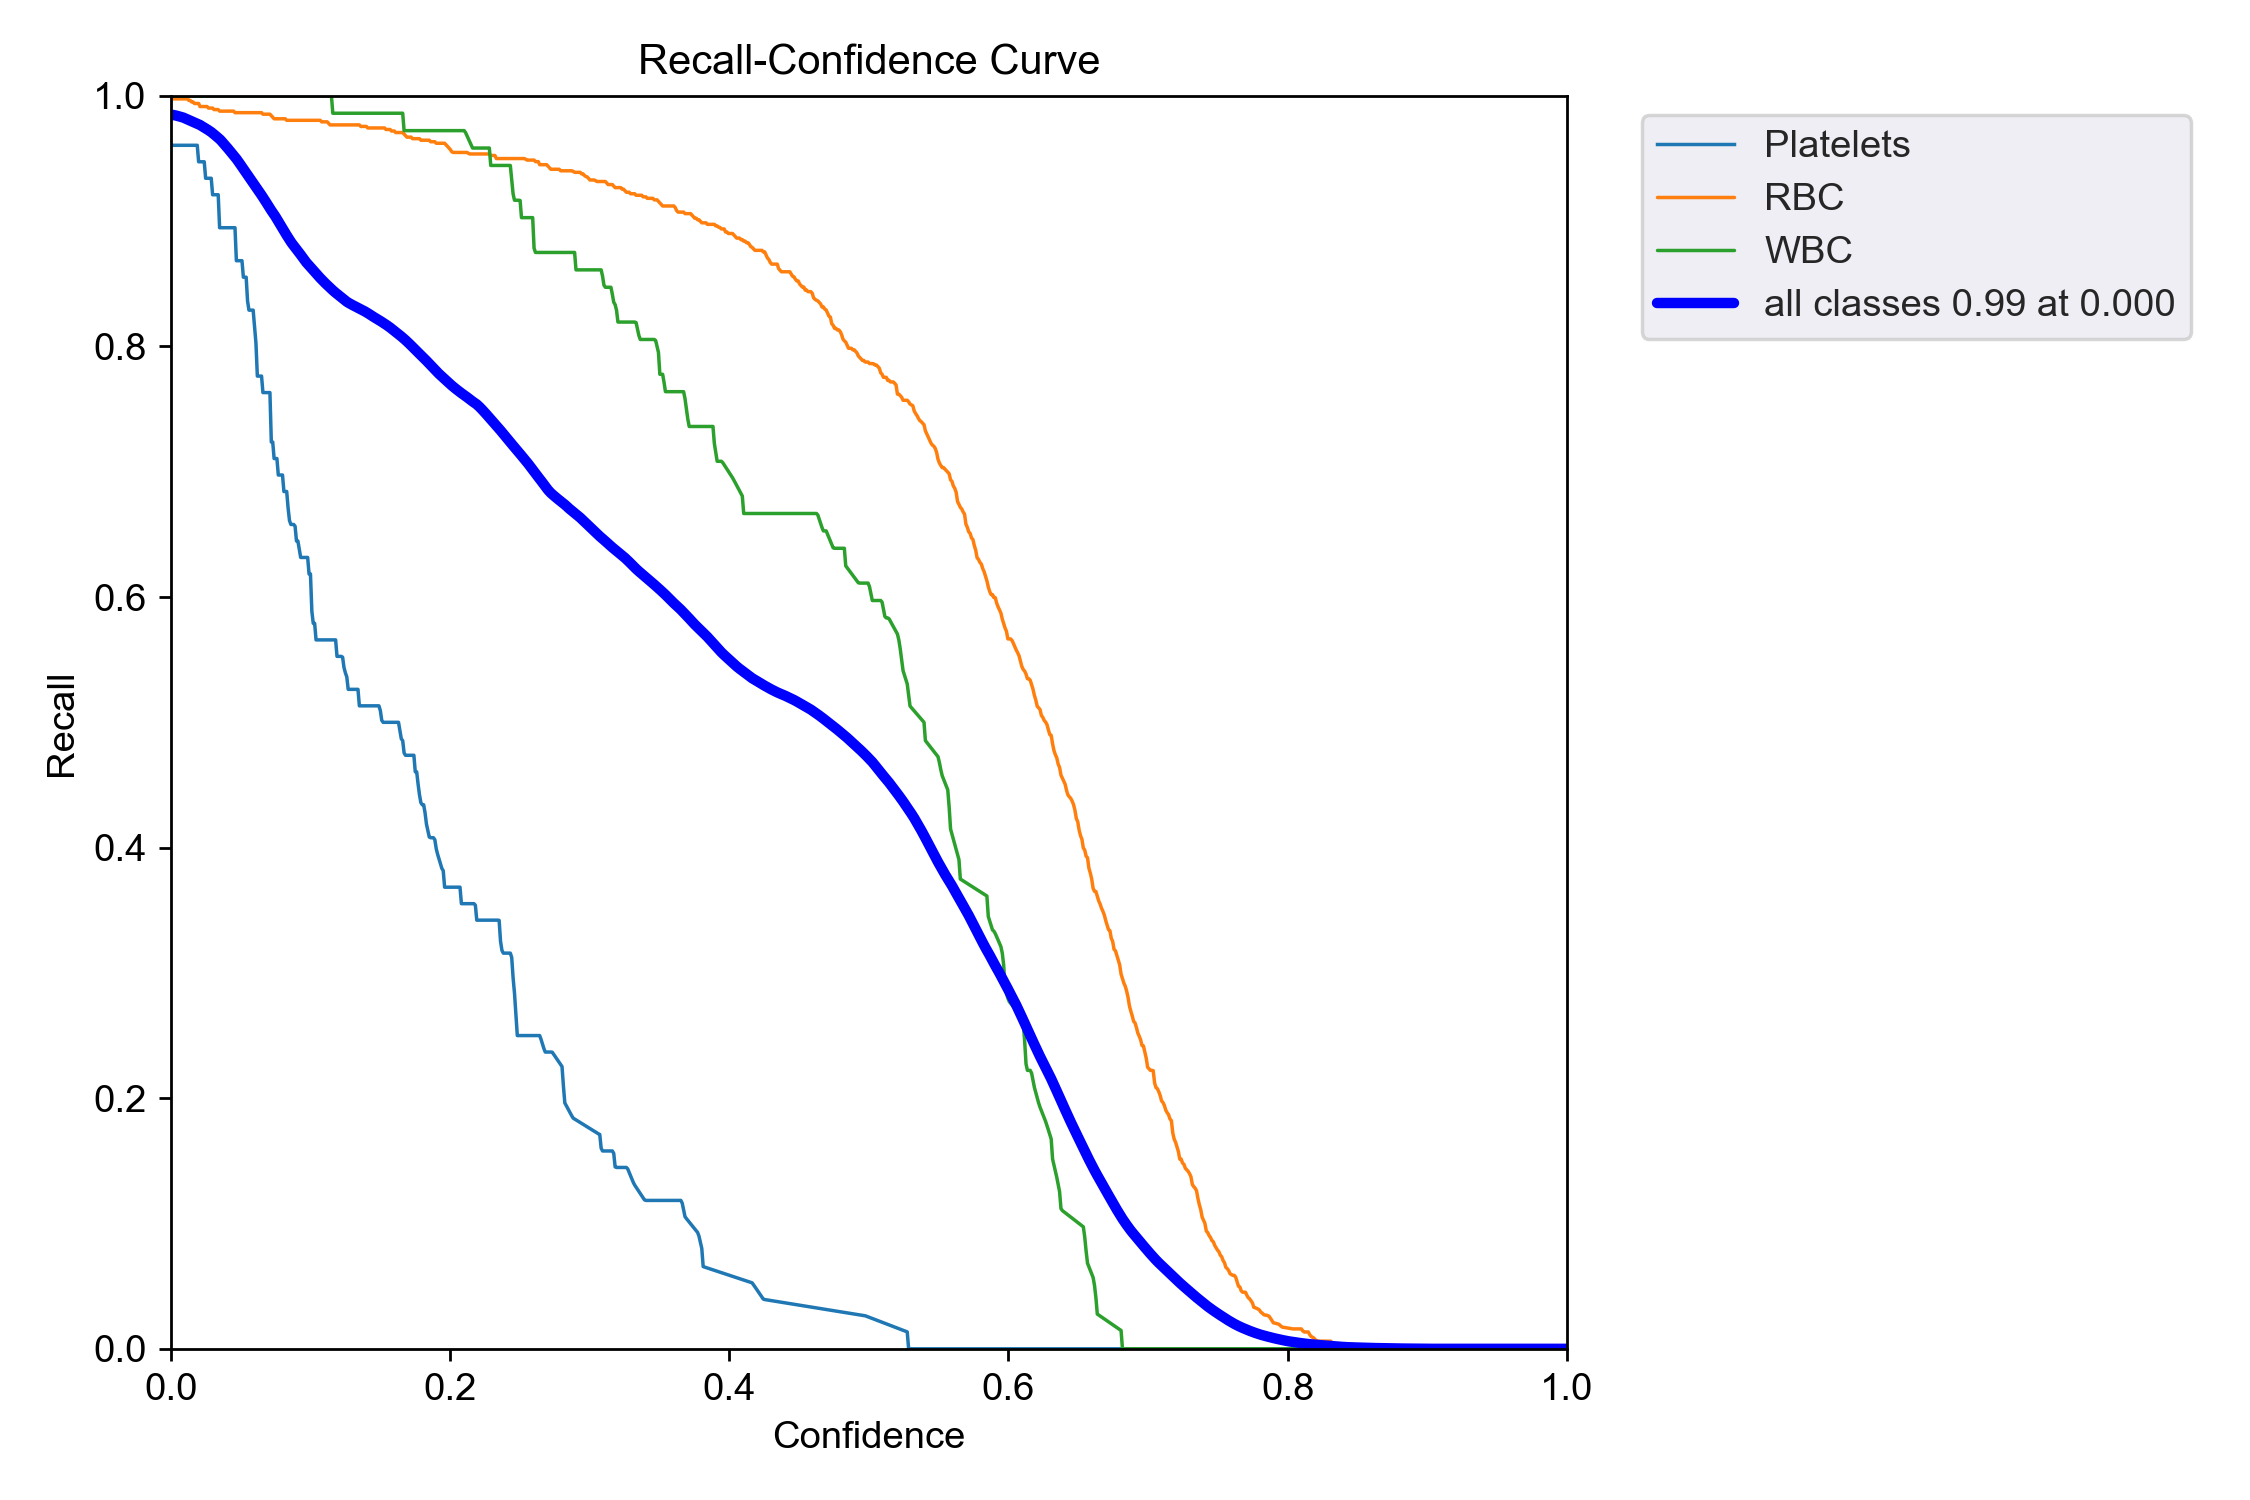 Recall-Confidence Curve
1.0
0.8
0.6
0.4
0.2
0.0
Recall
0.0 0.2 0.4 0.6 0.8 1.0
Confidence
Platelets
RBC
WBC
all classes 0.99 at 0.000